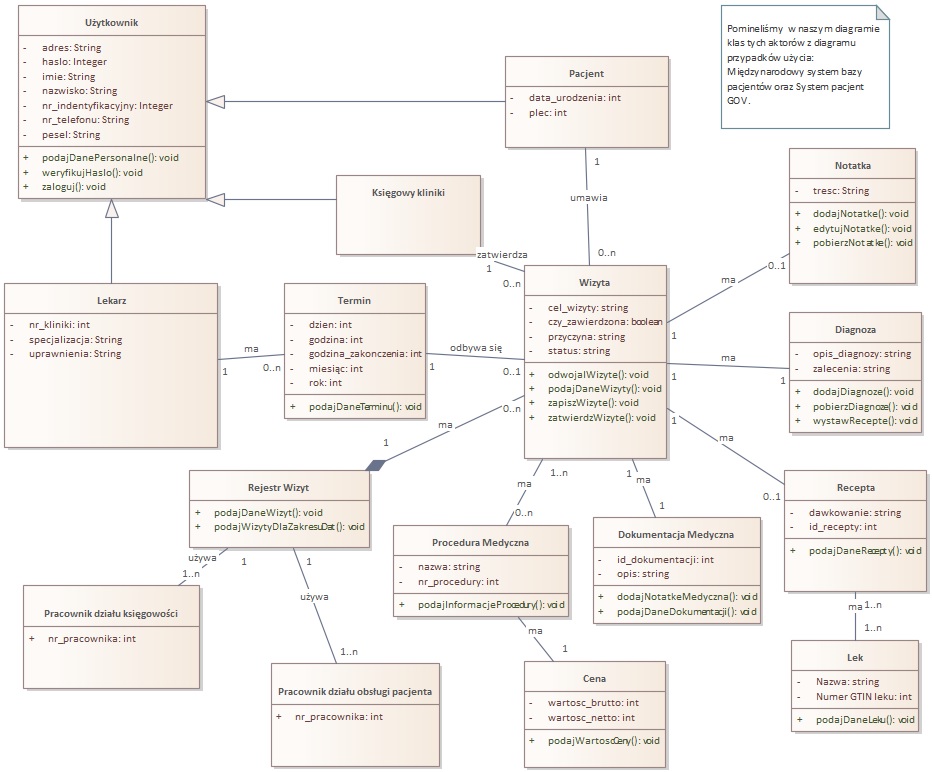 Użytkownik
- adres: String
- haslo: Integer
- imie: String
- nazwisko: String
- nr_indentyfikacyjny: Integer
- nr_telefonu: String
- pesel: String
+ podajDanePersonalne(): void
+ weryfikujHaslo(): void
+ zaloguj(): void
Pacjent
- data_urodzenia: int
- plec: int
Pomineliśmy w naszym diagramie
klas tych aktorów z diagramu
przypadków użycia:
Międzynarodowy system bazy
pacjentów oraz System pacjent
GOV.
Księgowy kliniki
1
umawia
0..n
zatwierdza
1
0..n
Notatka
- tresc: String
+ dodajNotatke(): void
+ edytujNotatke(): void
+ pobierzNotatke(): void
Lekarz
- nr_kliniki: int
- specjalizacja: String
- uprawnienia: String
ma
1
0..n
Termin
- dzien: int
- godzina: int
- godzina_zakonczenia: int
- miesiąc: int
- rok: int
+ podajDaneTerminu(): void
odbywa się
1
0..1
Wizyta
- cel_wizyty: string
- czy_zawierdzona: boolean
- przyczyna: string
- status: string
+ odwojalWizyte(): void
+ podajDaneWizyty(): void
+ zapiszWizyte(): void
+ zatwierdzWizyte(): void
ma
0..1
1
ma
1
1
Diagnoza
- opis_diagnozy: string
- zalecenia: string
+ dodajDiagnoze(): void
+ pobierzDiagnoze(): void
+ wystawRecepte(): void
0..n
ma
1
1
ma
0..1
Rejestr Wizyt
+ podajDaneWizyt(): void
+ podajWizytyDlaZakresuDat(): void
1..n
ma
0..n
1
ma
1
Recepta
- dawkowanie: string
- id_recepty: int
+ podajDaneRecepty(): void
Procedura Medyczna
- nazwa: string
- nr_procedury: int
+ podajInformacjeProcedury(): void
Dokumentacja Medyczna
- id_dokumentacji: int
- opis: string
+ dodajNotatkeMedyczna(): void
+ podajDaneDokumentacji(): void
używa
1
1..n
1
używa
1..n
Pracownik działu księgowości
+ nr_pracownika: int
Pracownik działu obsługi pacjenta
+ nr_pracownika: int
ma
1
Cena
- wartosc_brutto: int
- wartosc_netto: int
+ podajWartoscCeny(): void
ma
1..n
1..n
Lek
- Nazwa: string
- Numer GTIN leku: int
+ podajDaneLeku(): void